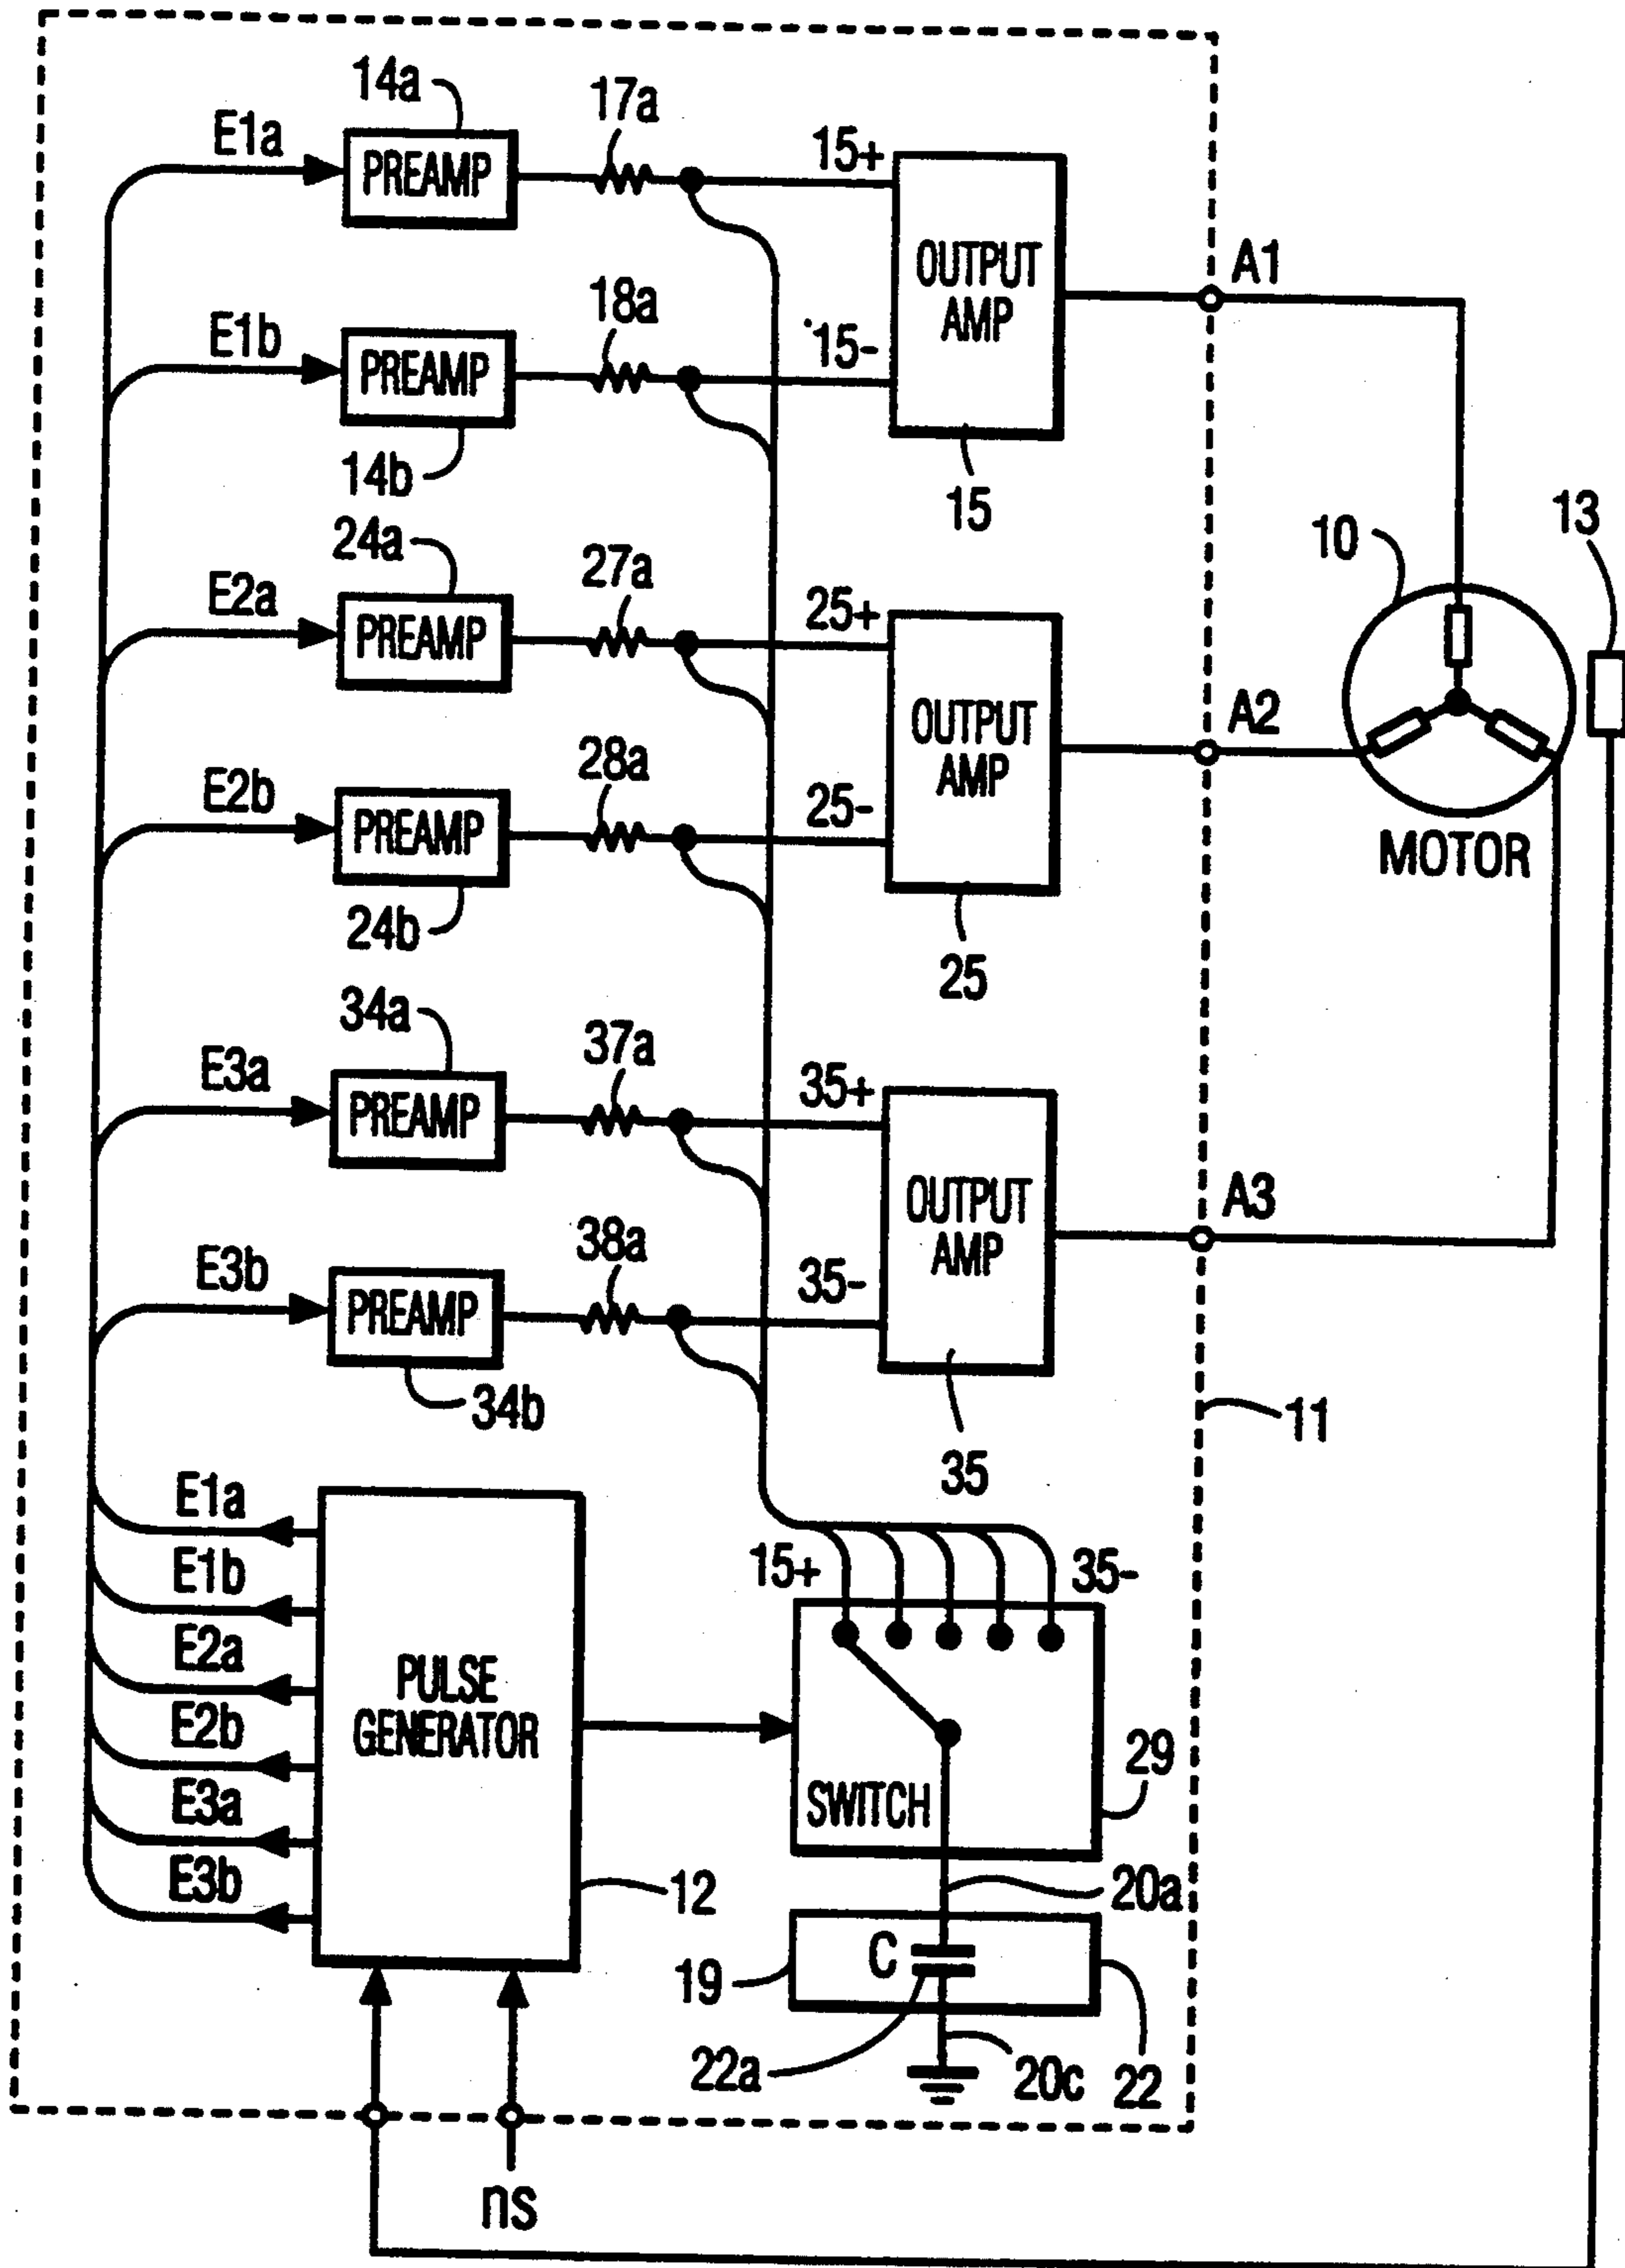 14a
17a
E1a
PREAMP
15+
OUTPUT
AMP
A1
E1b
PREAMP
18a
15-
14b
15
24a
27a
10
13
E2a
PREAMP
25+
OUTPUT
AMP
A2
E2b
PREAMP
28a
25-
MOTOR
24b
25
34a
37a
E3a
PREAMP
35+
OUTPUT
AMP
A3
E3b
PREAMP
38a
35-
34b
35
11
E1a
E1b
E2a
E2b
E3a
E3b
PULSE
GENERATOR
12
15+
35-
SWITCH
29
20a
C
19
22a
20c
22
ns